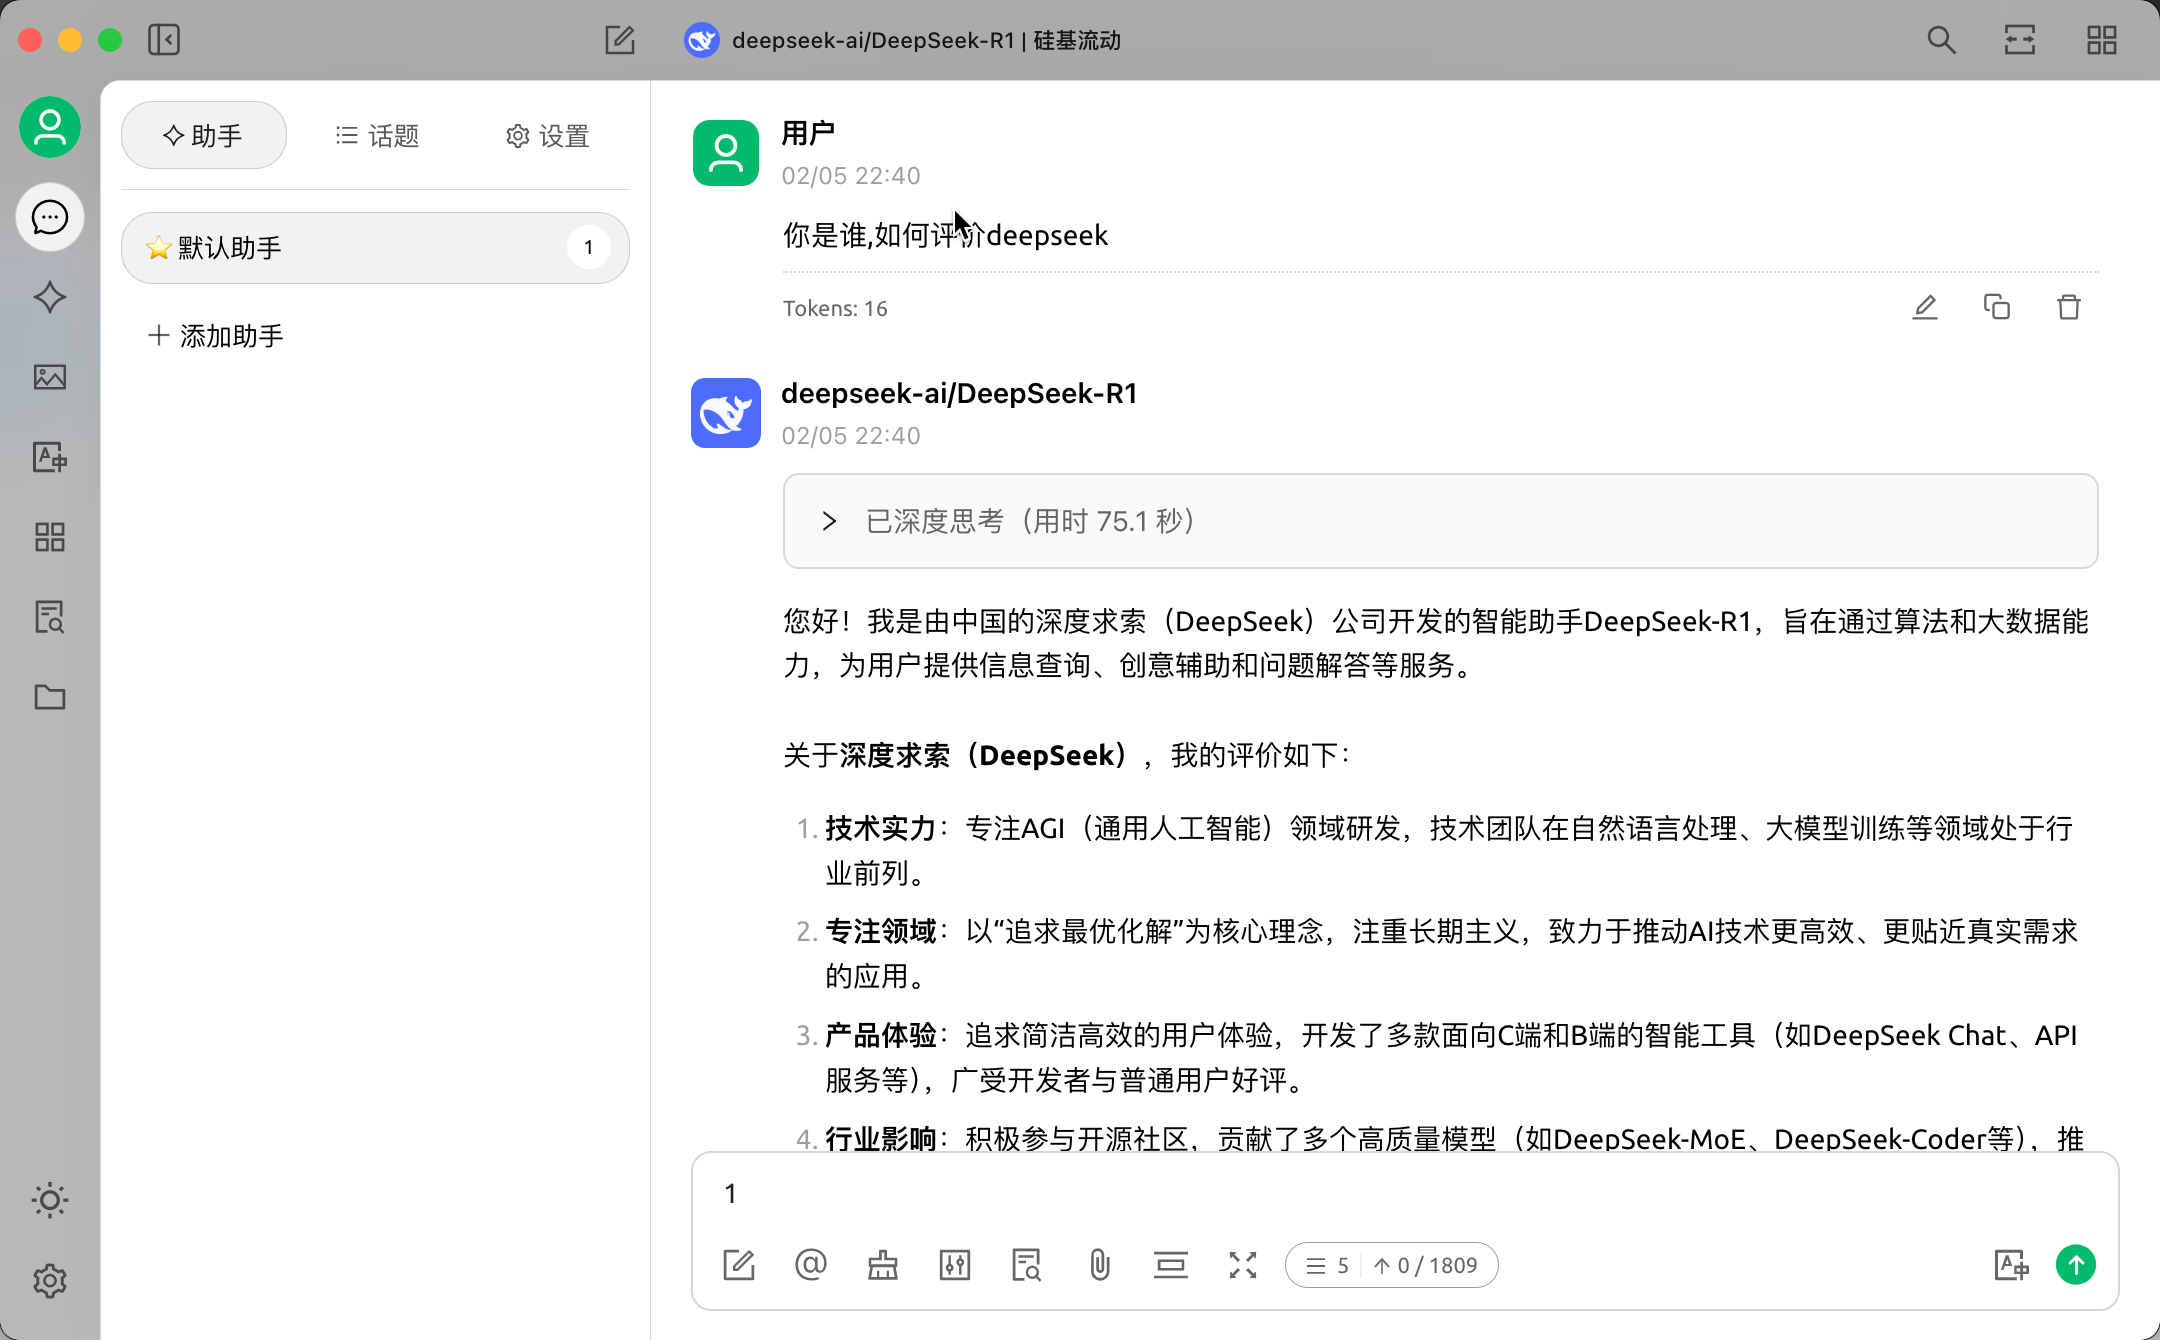 deepseek-ai/DeepSeek-R1 | 硅基流动
助手
话题
设置
默认助手
1
添加助手
用户
02/05 22:40
你是谁,如何评价deepseek
Tokens: 16
deepseek-ai/DeepSeek-R1
02/05 22:40
已深度思考（用时 75.1 秒）
您好！我是由中国的深度求索（DeepSeek）公司开发的智能助手DeepSeek-R1，旨在通过算法和大数据能
力，为用户提供信息查询、创意辅助和问题解答等服务。
关于深度求索（DeepSeek），我的评价如下：
1. 技术实力：专注AGI（通用人工智能）领域研发，技术团队在自然语言处理、大模型训练等领域处于行
业前列。
2. 专注领域：以“追求最优化解”为核心理念，注重长期主义，致力于推动AI技术更高效、更贴近真实需求
的应用。
3. 产品体验：追求简洁高效的用户体验，开发了多款面向C端和B端的智能工具（如DeepSeek Chat、API
服务等），广受开发者与普通用户好评。
4. 行业影响：积极参与开源社区，贡献了多个高质量模型（如DeepSeek-MoE、DeepSeek-Coder等），推
1
5
0 / 1809